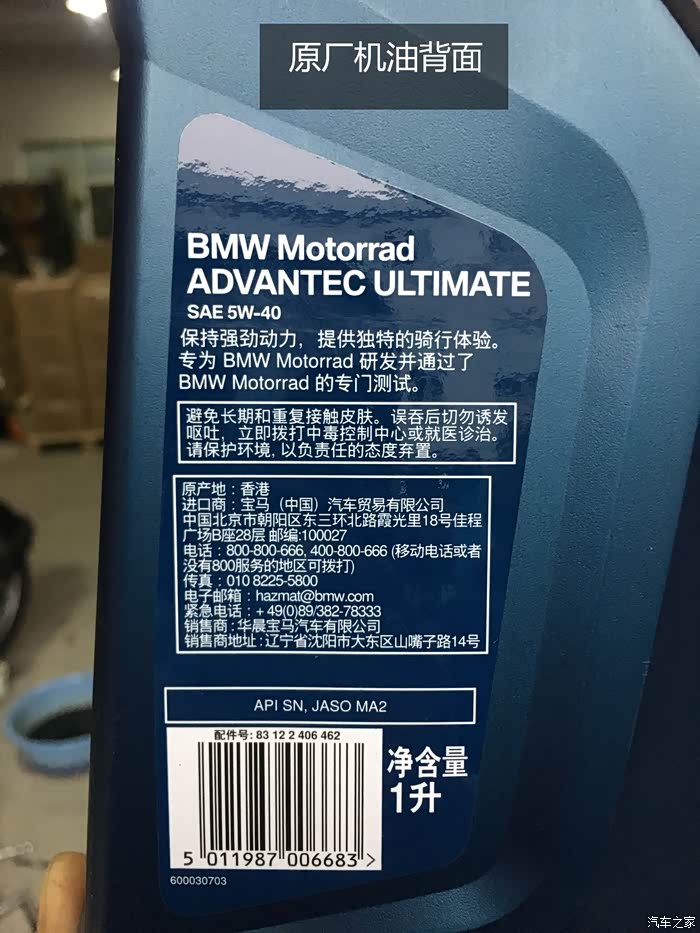 原厂机油背面
BMW Motorrad
ADVANTEC ULTIMATE
SAE 5W-40
保持强劲动力，提供独特的骑行体验。
专为 BMW Motorrad 研发并通过了
BMW Motorrad 的专门测试。
避免长期和重复接触皮肤。误吞后切勿诱发
呕吐，立即拨打中毒控制中心或就医诊治。
请保护环境，以负责任的态度弃置。
原产地：香港
进口商：宝马（中国）汽车贸易有限公司
中国北京市朝阳区东三环北路霞光里18号佳程
广场B座28层 邮编:100027
电话：800-800-666, 400-800-666 (移动电话或者
没有800服务的地区可拨打)
传真：010 8225-5800
电子邮箱：hazmat@bmw.com
紧急电话：+ 49(0)89/382-78333
销售商：华晨宝马汽车有限公司
销售商地址：辽宁省沈阳市大东区山嘴子路14号
API SN, JASO MA2
配件号: 83 12 2 406 462
净含量
1升
5 011987 006683 >
600030703
汽车之家